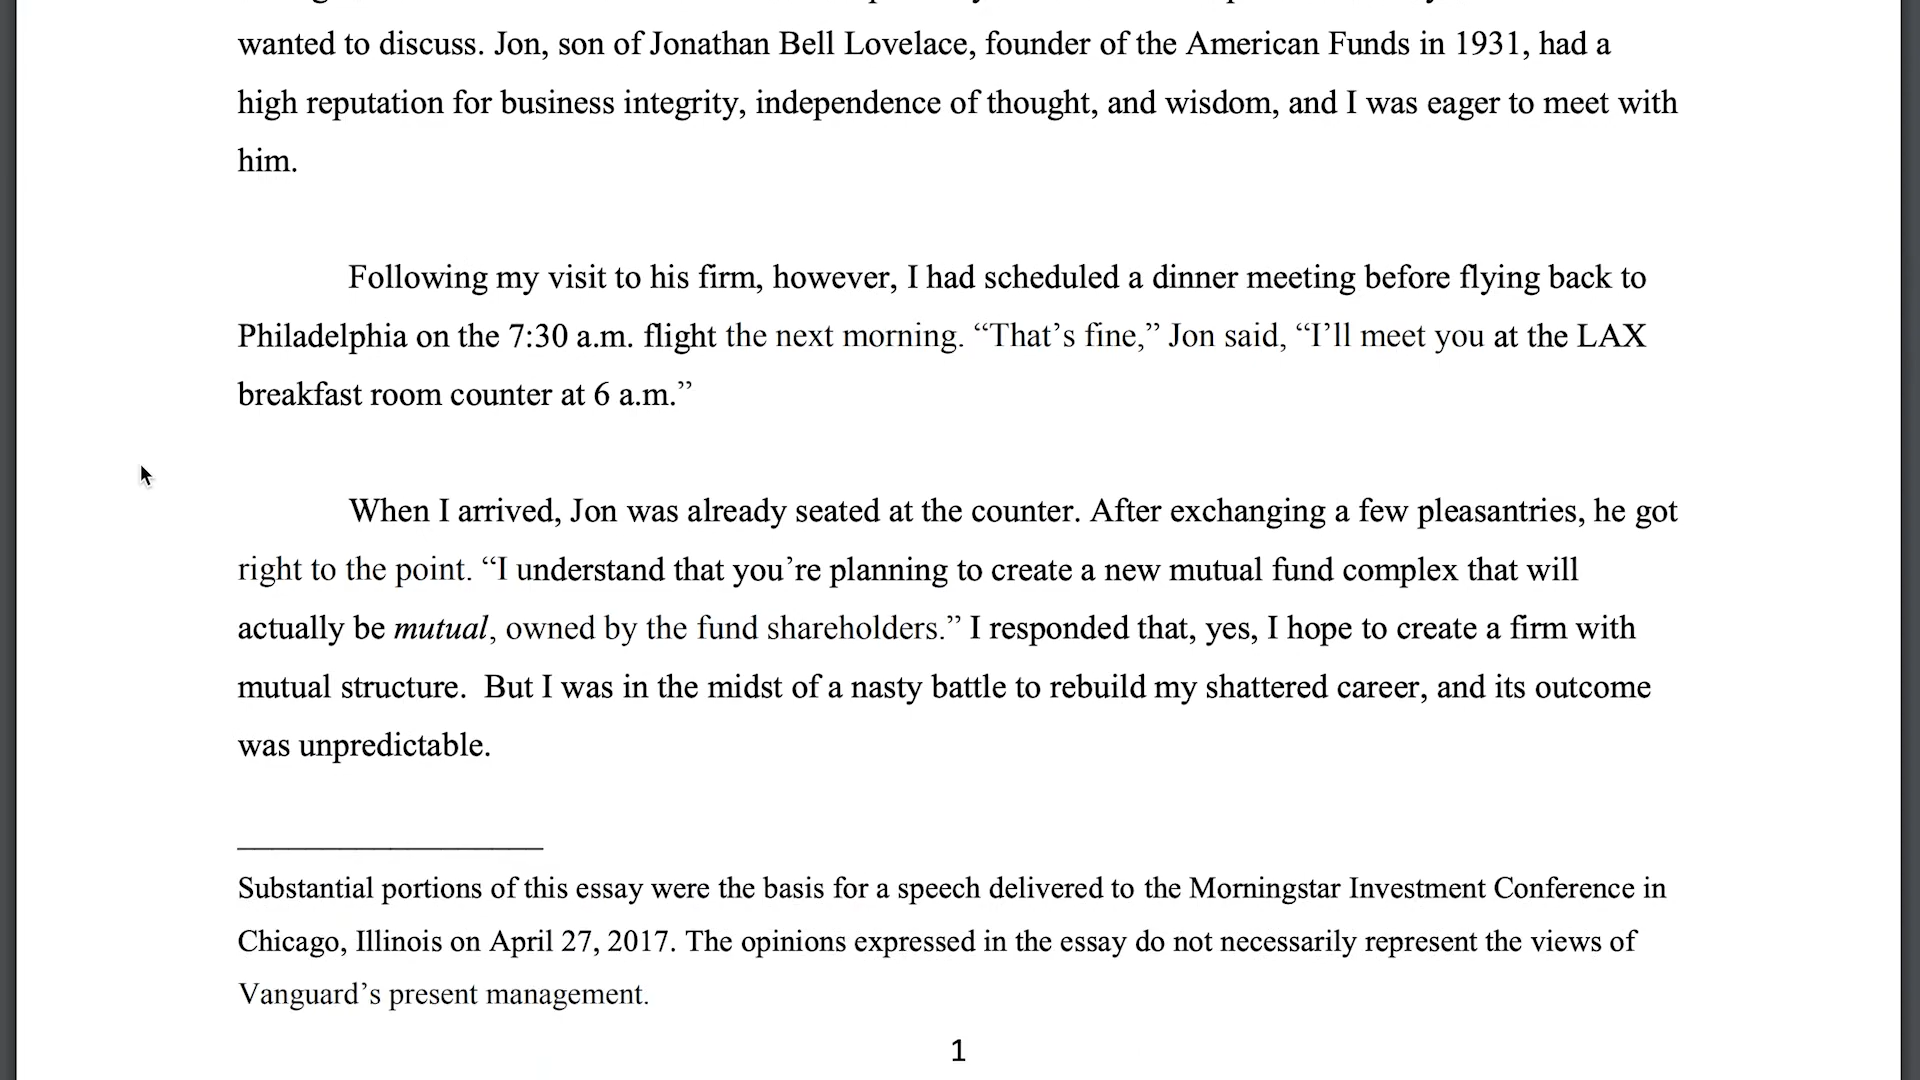 wanted to discuss. Jon, son of Jonathan Bell Lovelace, founder of the American Funds in 1931, had a
high reputation for business integrity, independence of thought, and wisdom, and I was eager to meet with
him.
Following my visit to his firm, however, I had scheduled a dinner meeting before flying back to
Philadelphia on the 7:30 a.m. flight the next morning. “That’s fine,” Jon said, “I’ll meet you at the LAX
breakfast room counter at 6 a.m.”
When I arrived, Jon was already seated at the counter. After exchanging a few pleasantries, he got
right to the point. “I understand that you’re planning to create a new mutual fund complex that will
actually be mutual, owned by the fund shareholders.” I responded that, yes, I hope to create a firm with
mutual structure.  But I was in the midst of a nasty battle to rebuild my shattered career, and its outcome
was unpredictable.
Substantial portions of this essay were the basis for a speech delivered to the Morningstar Investment Conference in
Chicago, Illinois on April 27, 2017. The opinions expressed in the essay do not necessarily represent the views of
Vanguard’s present management.
1